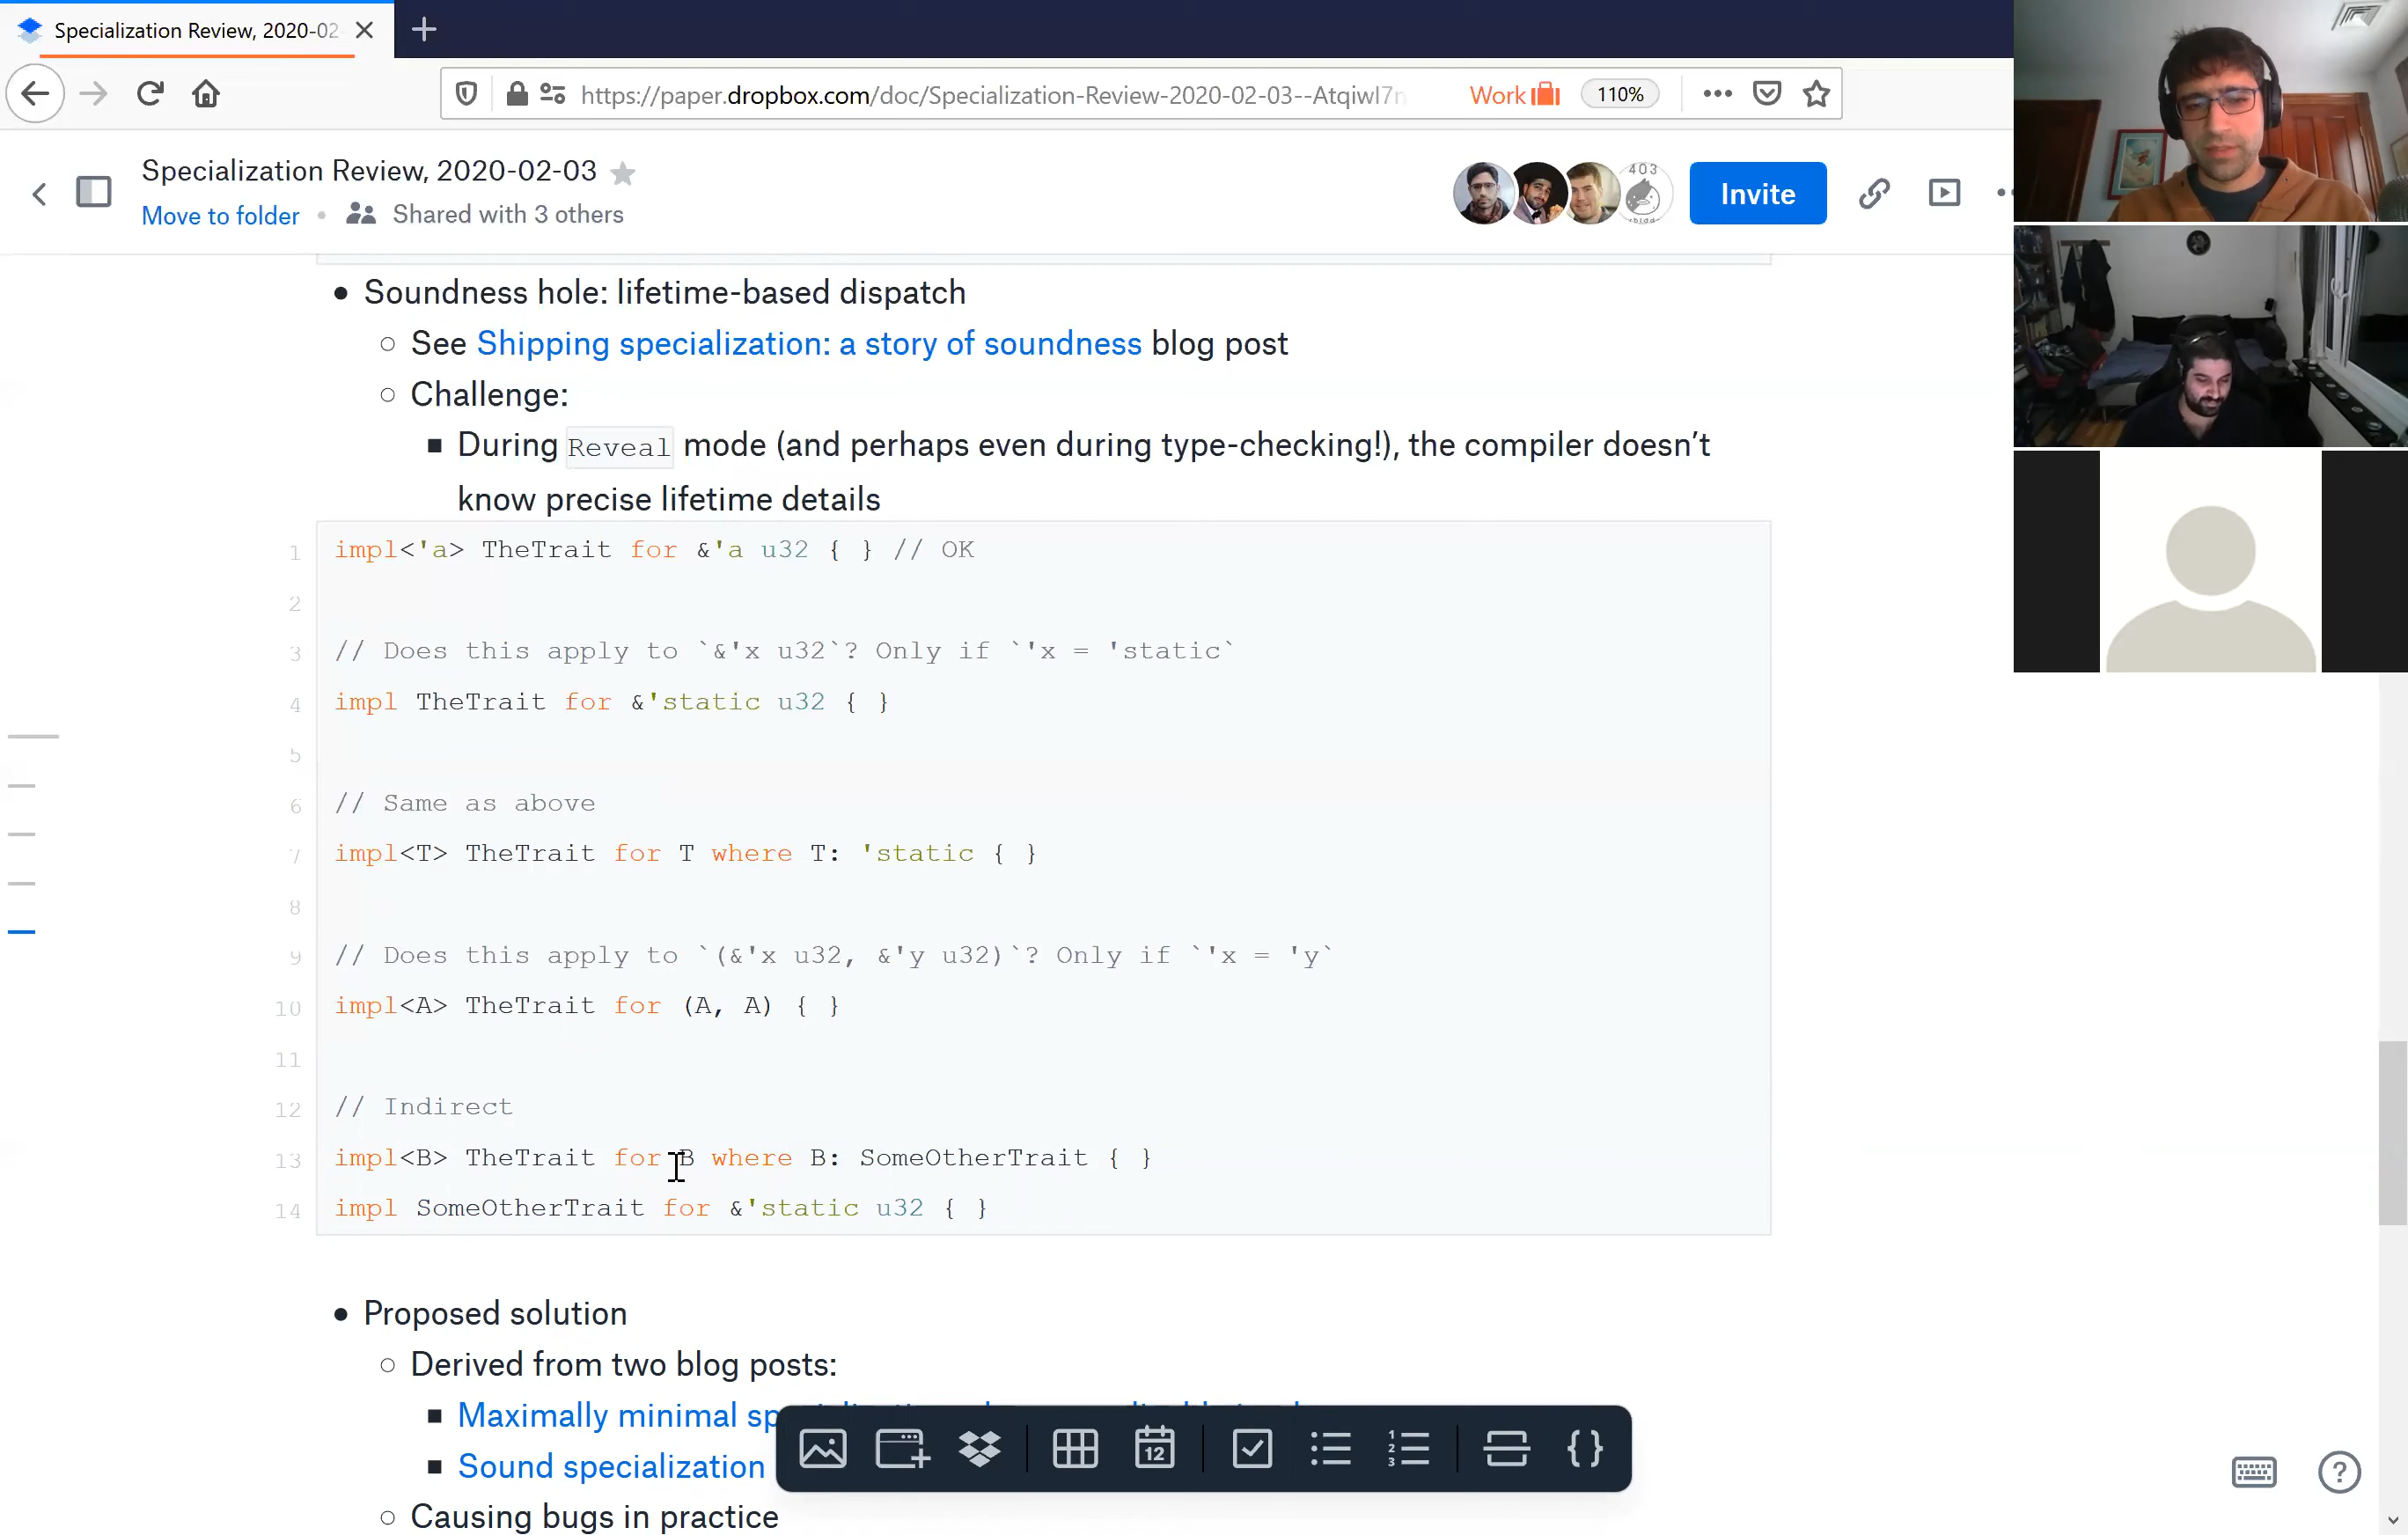 Specialization Review, 2020-02
https://paper.dropbox.com/doc/Specialization-Review-2020-02-03--AtqiwI7r
Work
110%
Specialization Review, 2020-02-03
Move to folder
Shared with 3 others
403
Invite
• Soundness hole: lifetime-based dispatch
○ See Shipping specialization: a story of soundness blog post
○ Challenge:
■ During Reveal mode (and perhaps even during type-checking!), the compiler doesn’t
know precise lifetime details
1 impl<'a> TheTrait for &'a u32 { } // OK
2
3 // Does this apply to `&'x u32`? Only if `'x = 'static`
4 impl TheTrait for &'static u32 { }
5
6 // Same as above
7 impl<T> TheTrait for T where T: 'static { }
8
9 // Does this apply to `(&'x u32, &'y u32)`? Only if `'x = 'y`
10 impl<A> TheTrait for (A, A) { }
11
12 // Indirect
13 impl<B> TheTrait for B where B: SomeOtherTrait { }
14 impl SomeOtherTrait for &'static u32 { }
• Proposed solution
○ Derived from two blog posts:
■ Maximally minimal
■ Sound specialization
○ Causing bugs in practice
12
1
2
3
{}
?